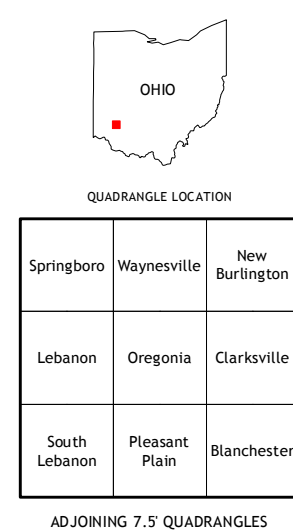 OHIO
QUADRANGLE LOCATION
Springboro
Waynesville
New
Burlington
Lebanon
Oregonia
Clarksville
South
Lebanon
Pleasant
Plain
Blanchester
ADJOINING 7.5' QUADRANGLES